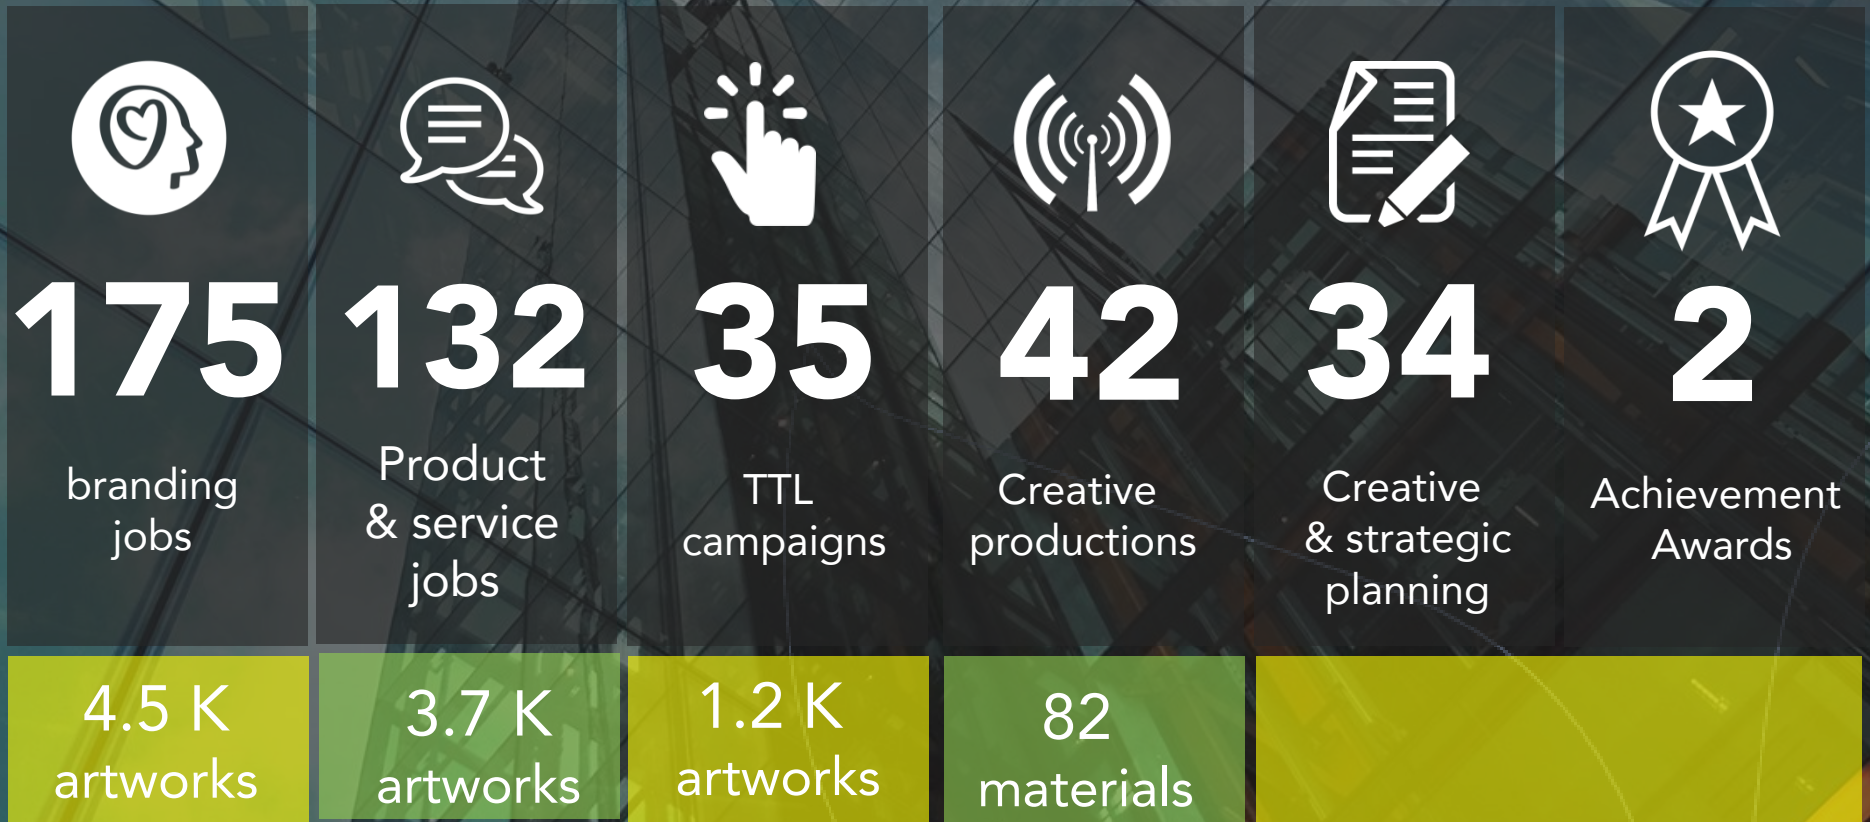 175
branding
jobs
4.5 K
artworks
132
Product
& service
jobs
3.7 K
artworks
35
TTL
campaigns
1.2 K
artworks
42
Creative
productions
82
materials
34
Creative
& strategic
planning
2
Achievement
Awards